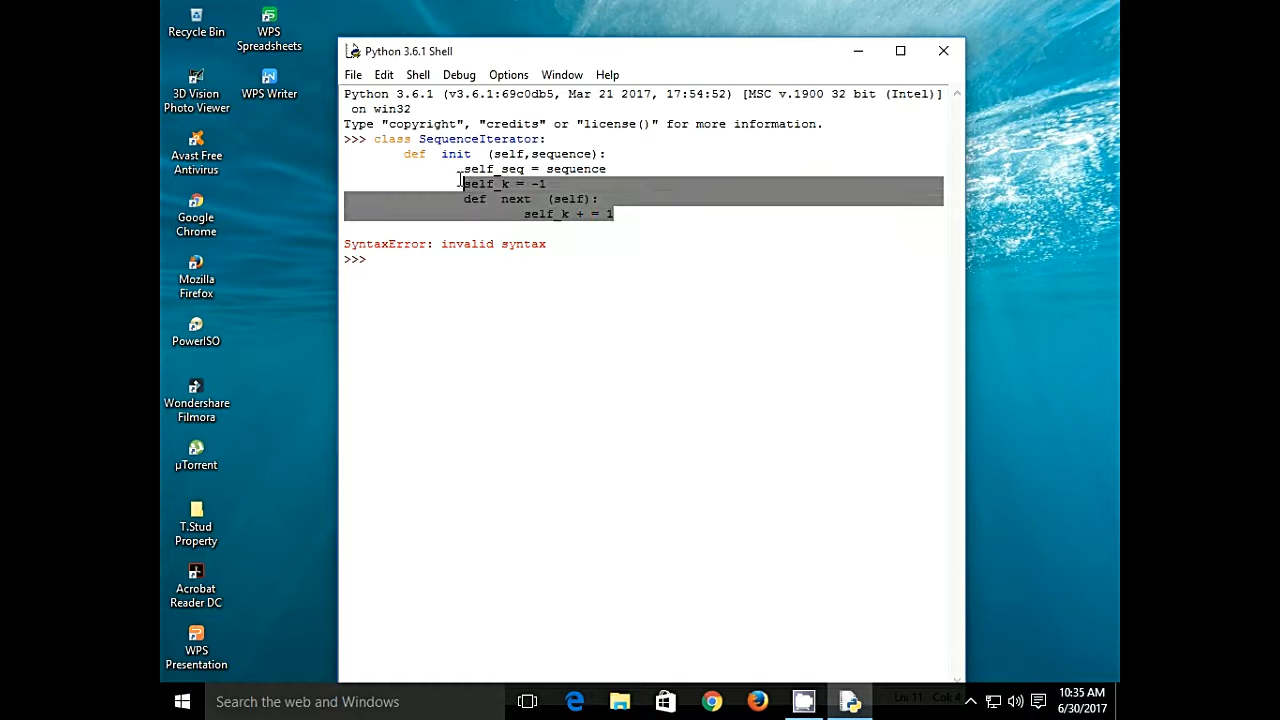 Recycle Bin
WPS Spreadsheets
3D Vision Photo Viewer
WPS Writer
Avast Free Antivirus
Google Chrome
Mozilla Firefox
PowerISO
Wondershare Filmora
µTorrent
T.Stud Property
Acrobat Reader DC
WPS Presentation
Python 3.6.1 Shell
File Edit Shell Debug Options Window Help
Python 3.6.1 (v3.6.1:69c0db5, Mar 21 2017, 17:54:52) [MSC v.1900 32 bit (Intel)]
on win32
Type "copyright", "credits" or "license()" for more information.
>>> class SequenceIterator:
def init (self,sequence):
self_seq = sequence
self_k = -1
def next (self):
self_k + = 1
SyntaxError: invalid syntax
>>>
Ln: 11 Col: 4
Search the web and Windows
10:35 AM
6/30/2017